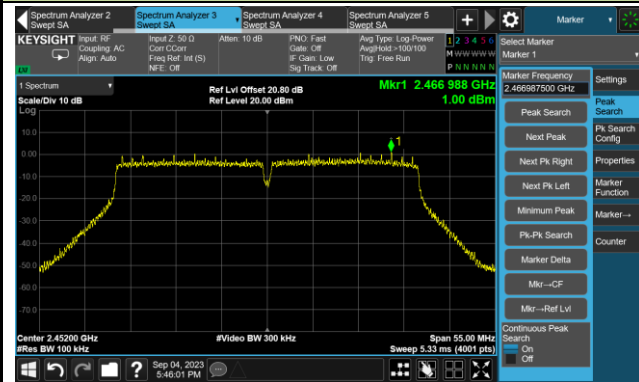 Spectrum Analyzer 2
Swept SA
Spectrum Analyzer 3
Swept SA
Spectrum Analyzer 4
Swept SA
Spectrum Analyzer 5
Swept SA
Marker
KEYSIGHT
Input: RF
Coupling: AC
Align: Auto
Input Z: 50 Ω
Corr CCorr
Freq Ref: Int (S)
NFE: Off
Atten: 10 dB
PNO: Fast
Gate: Off
IF Gain: Low
Sig Track: Off
Avg Type: Log-Power
Avg|Hold:>100/100
Trig: Free Run
1 2 3 4 5 6
M W W W W W
P N N N N N
LXI
Select Marker
Marker 1
1 Spectrum
Scale/Div 10 dB
Ref Lvl Offset 20.80 dB
Ref Level 20.00 dBm
Mkr1 2.466 988 GHz
1.00 dBm
Log
10.0
0.00
-10.0
-20.0
-30.0
-40.0
-50.0
-60.0
-70.0
1
Center 2.45200 GHz
#Res BW 100 kHz
#Video BW 300 kHz
Span 55.00 MHz
Sweep 5.33 ms (4001 pts)
Marker Frequency
2.466987500 GHz
Peak Search
Next Peak
Next Pk Right
Next Pk Left
Minimum Peak
Pk-Pk Search
Marker Delta
Mkr→CF
Mkr→Ref Lvl
Continuous Peak
Search
On
Off
Settings
Peak
Search
Pk Search
Config
Properties
Marker
Function
Marker→
Counter
Sep 04, 2023
5:46:01 PM